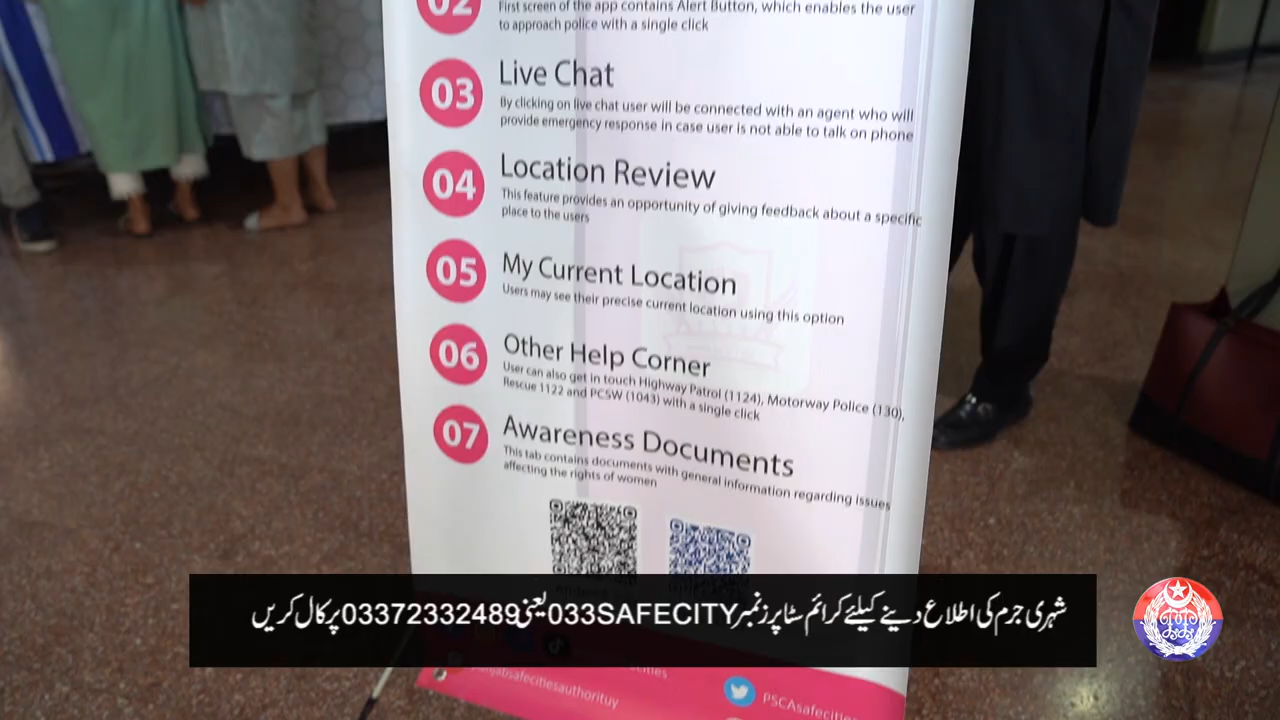 02
First screen of the app contains Alert Button, which enables the user
to approach police with a single click
03
Live Chat
By clicking on live chat user will be connected with an agent who will
provide emergency response in case user is not able to talk on phone
04
Location Review
This feature provides an opportunity of giving feedback about a specific
place to the users
05
My Current Location
Users may see their precise current location using this option
06
Other Help Corner
User can also get in touch Highway Patrol (1124), Motorway Police (130),
Rescue 1122 and PCSW (1043) with a single click
07
Awareness Documents
This tab contains documents with general information regarding issues
affecting the rights of women
شہری جرم کی اطلاع دینے کیلئے کرائم سٹاپرز نمبر 033SAFECITY یعنی 03372332489 پر کال کریں
PSCAsafecities